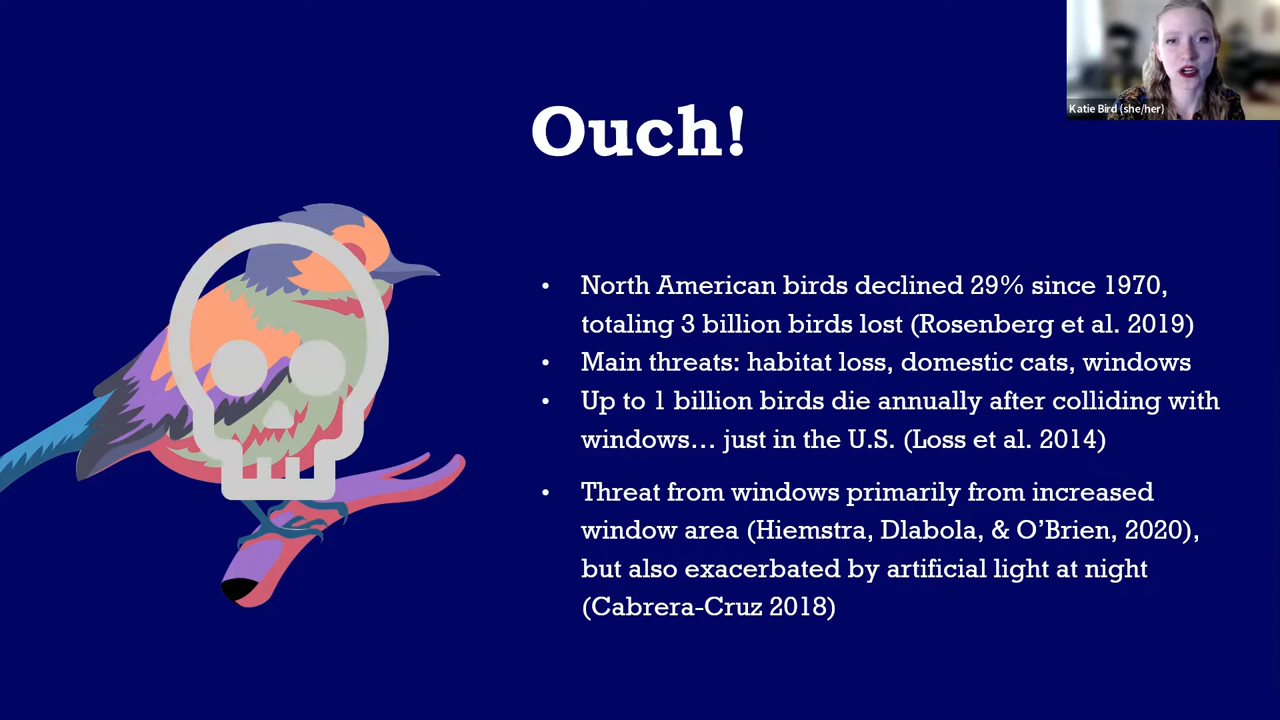 Katie Bird (she/her)
Ouch!
• North American birds declined 29% since 1970,
totaling 3 billion birds lost (Rosenberg et al. 2019)
• Main threats: habitat loss, domestic cats, windows
• Up to 1 billion birds die annually after colliding with
windows... just in the U.S. (Loss et al. 2014)
• Threat from windows primarily from increased
window area (Hiemstra, Dlabola, & O’Brien, 2020),
but also exacerbated by artificial light at night
(Cabrera-Cruz 2018)